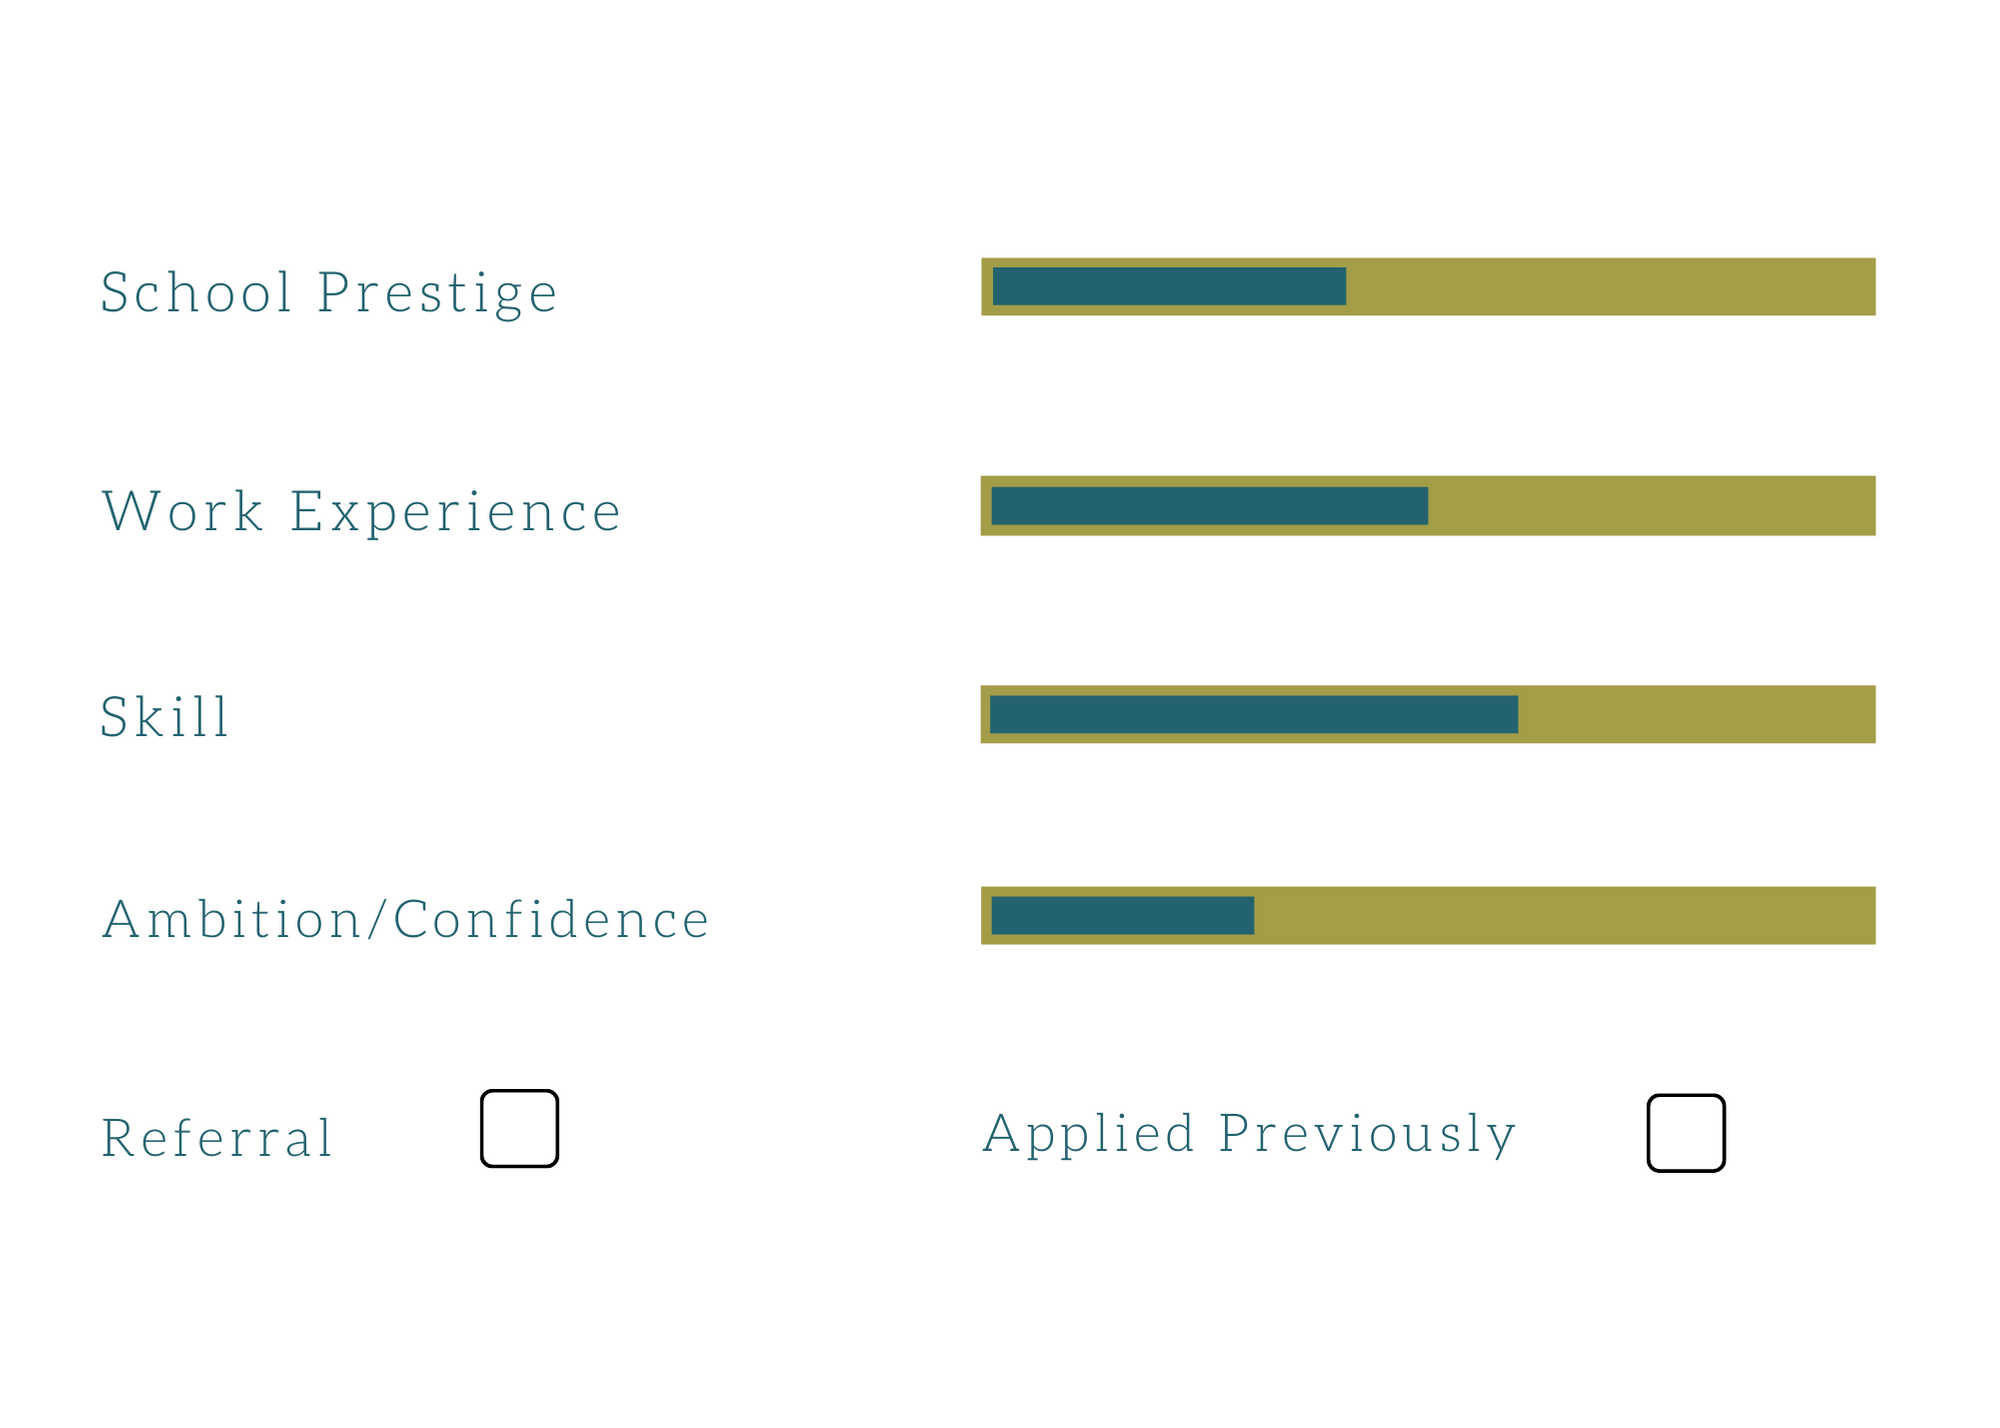 School Prestige
Work Experience
Skill
Ambition/Confidence
Referral
Applied Previously